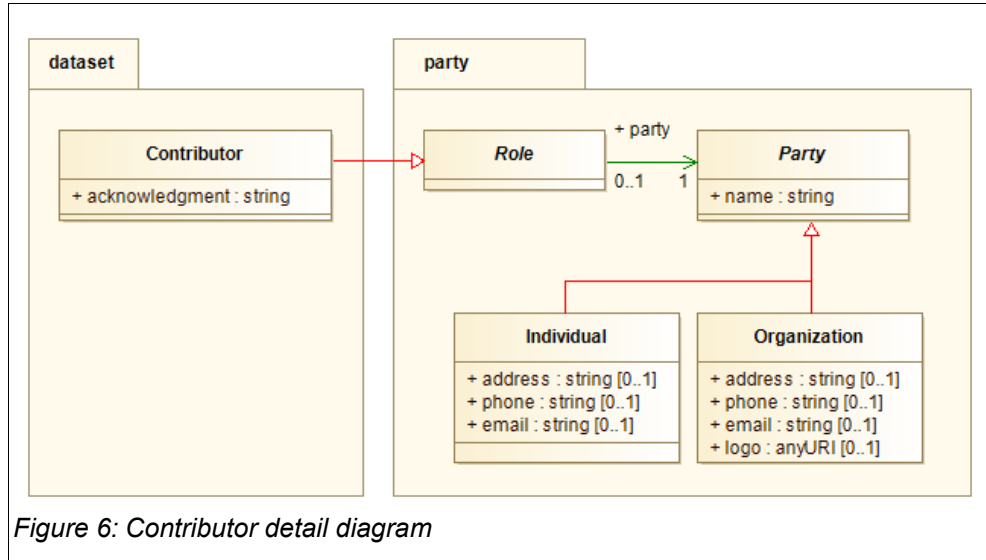 dataset
party
Contributor
+ acknowledgment : string
Role
+ party
0..1
1
Party
+ name : string
Individual
+ address : string [0..1]
+ phone : string [0..1]
+ email : string [0..1]
Organization
+ address : string [0..1]
+ phone : string [0..1]
+ email : string [0..1]
+ logo : anyURI [0..1]
Figure 6: Contributor detail diagram